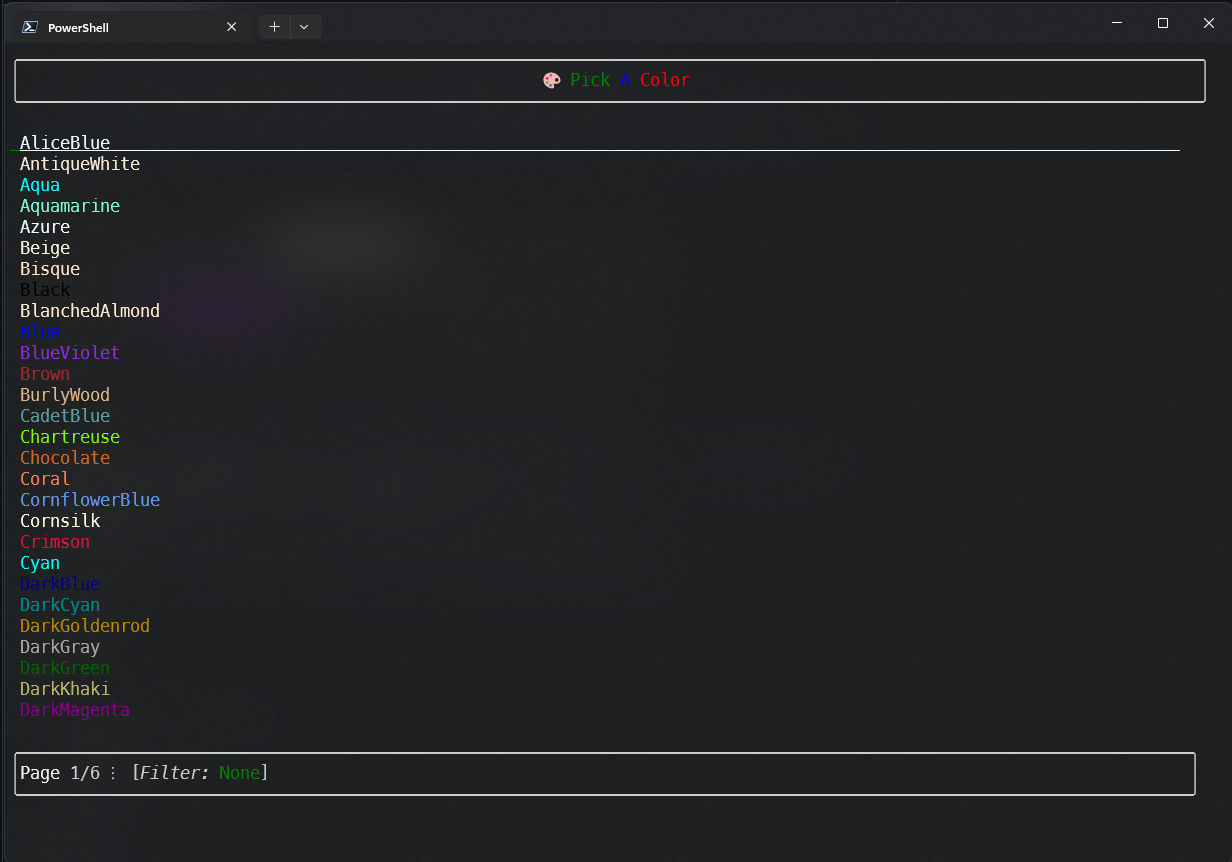 PowerShell
🎨 Pick A Color
AliceBlue
AntiqueWhite
Aqua
Aquamarine
Azure
Beige
Bisque
Black
BlanchedAlmond
Blue
BlueViolet
Brown
BurlyWood
CadetBlue
Chartreuse
Chocolate
Coral
CornflowerBlue
Cornsilk
Crimson
Cyan
DarkBlue
DarkCyan
DarkGoldenrod
DarkGray
DarkGreen
DarkKhaki
DarkMagenta
Page 1/6 ⋮ [Filter: None]